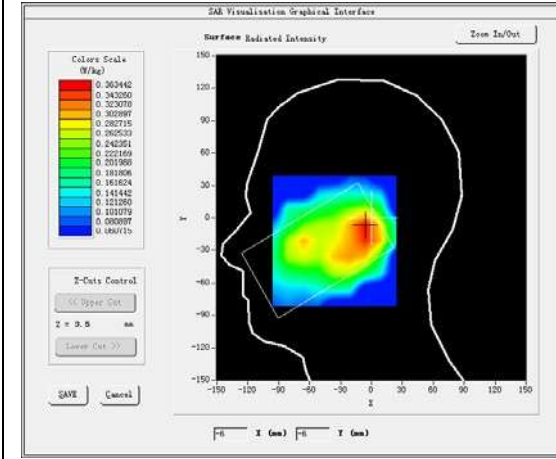 SAR Visualisation Graphical Interface
Surface Radiated Intensity
Zoom In/Out
Colors Scale
(W/kg)
0.363442
0.343260
0.323078
0.302897
0.282715
0.262533
0.242351
0.222169
0.201988
0.181806
0.161624
0.141442
0.121260
0.101079
0.080897
0.060715
150
120
90
60
30
0
-30
-60
-90
-120
-150
Y
-150 -120 -90 -60 -30 0 30 60 90 120 150
X
Z-Cuts Control
<< Upper Cut
Z = 3.5 mm
Lower Cut >>
SAVE Cancel
-6 X (mm) -6 Y (mm)